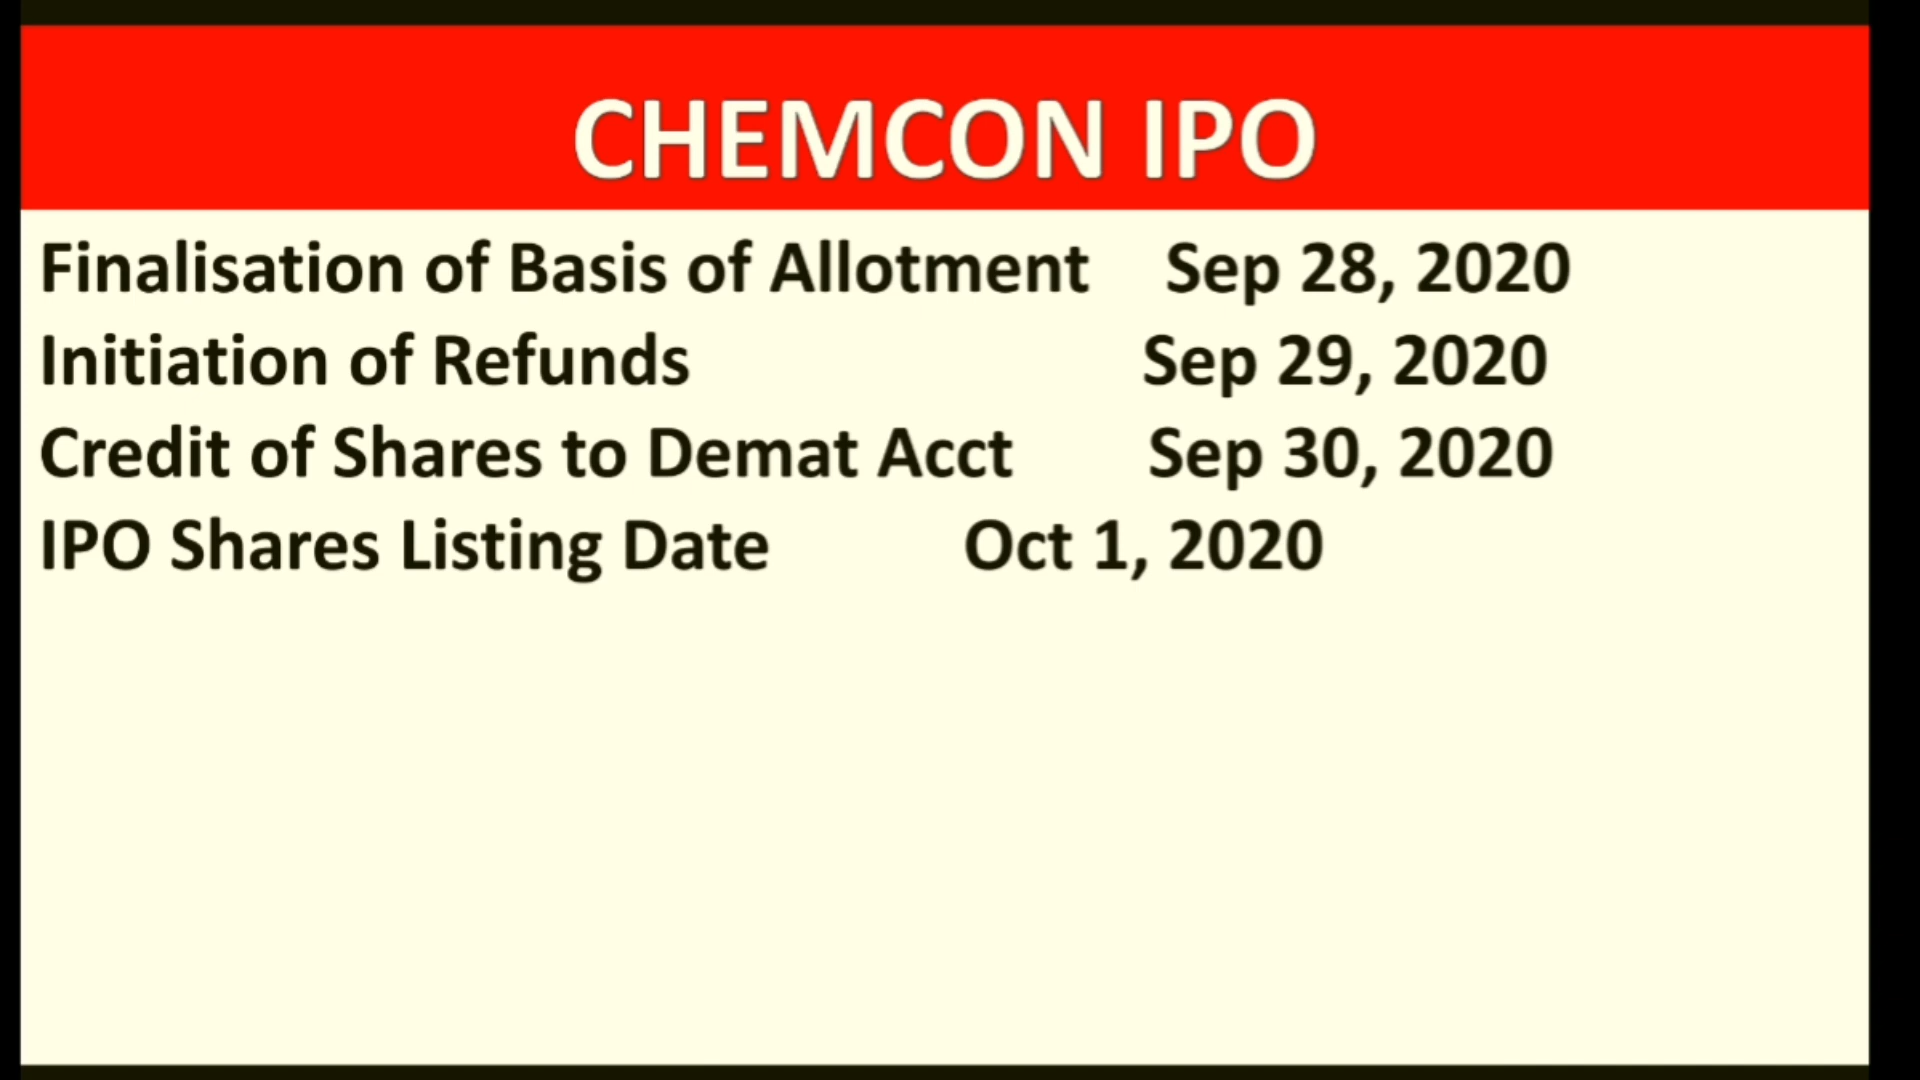 CHEMCON IPO
Finalisation of Basis of Allotment Sep 28, 2020
Initiation of Refunds Sep 29, 2020
Credit of Shares to Demat Acct Sep 30, 2020
IPO Shares Listing Date Oct 1, 2020